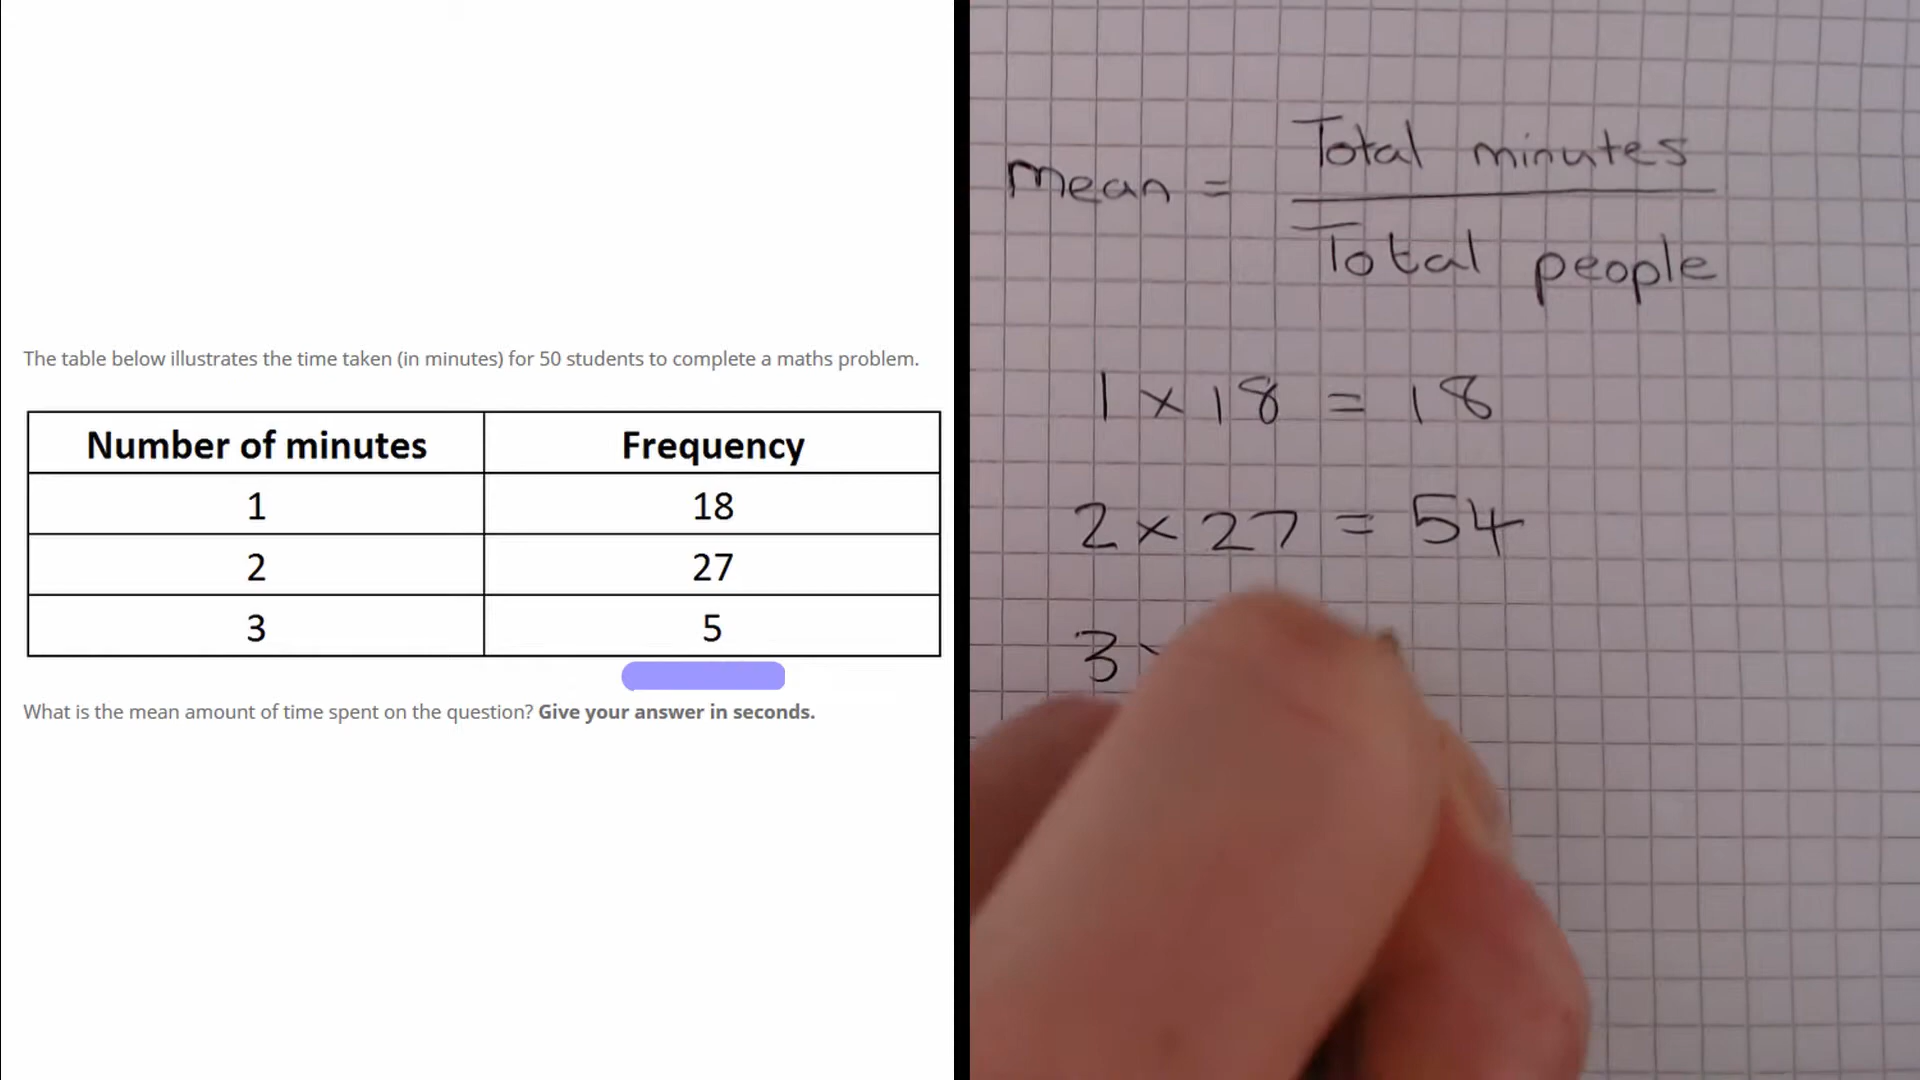 The table below illustrates the time taken (in minutes) for 50 students to complete a maths problem.
Number of minutes Frequency
1 18
2 27
3 5
What is the mean amount of time spent on the question? Give your answer in seconds.
mean = Total minutes
Total people
1 × 18 = 18
2 × 27 = 54
3